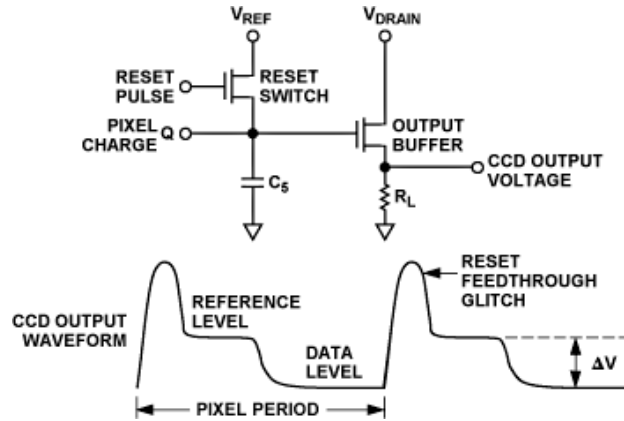 VREF
VDRAIN
RESET
PULSE
RESET
SWITCH
PIXEL
CHARGE
Q
OUTPUT
BUFFER
C5
RL
CCD OUTPUT
VOLTAGE
CCD OUTPUT
WAVEFORM
REFERENCE
LEVEL
DATA
LEVEL
RESET
FEEDTHROUGH
GLITCH
ΔV
PIXEL PERIOD